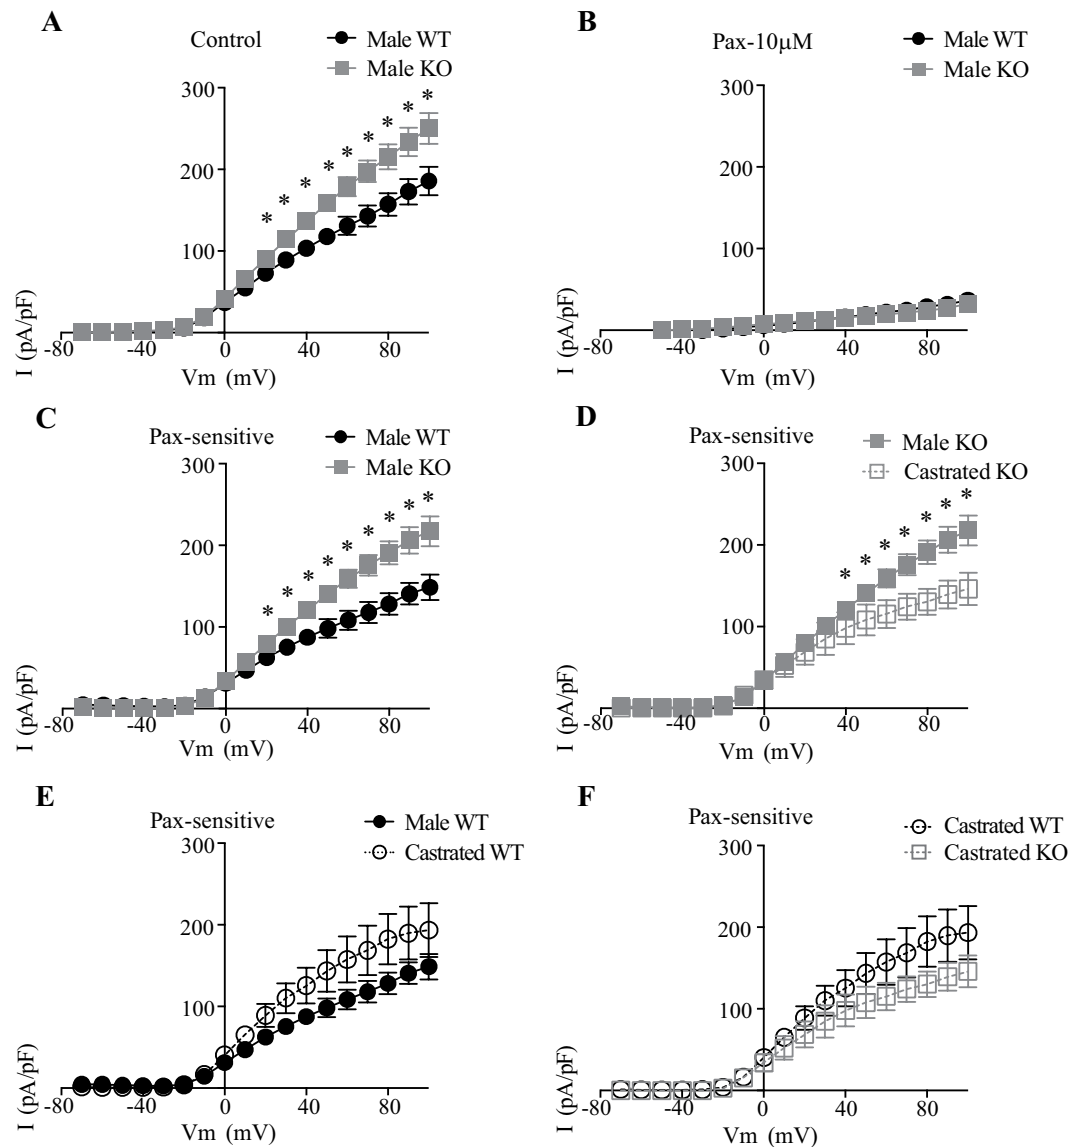 A
Control
Male WT
Male KO
300
200
100
* * * * * * * * *
I (pA/pF)
-80 -40 0 40 80
Vm (mV)
B
Pax-10μM
Male WT
Male KO
300
200
100
I (pA/pF)
-80 -40 0 40 80
Vm (mV)
C
Pax-sensitive
Male WT
Male KO
300
200
100
* * * * * * * * *
I (pA/pF)
-80 -40 0 40 80
Vm (mV)
D
Pax-sensitive
Male KO
Castrated KO
300
200
100
* * * * * * *
I (pA/pF)
-80 -40 0 40 80
Vm (mV)
E
Pax-sensitive
Male WT
Castrated WT
300
200
100
I (pA/pF)
-80 -40 0 40 80
Vm (mV)
F
Pax-sensitive
Castrated WT
Castrated KO
300
200
100
I (pA/pF)
-80 -40 0 40 80
Vm (mV)